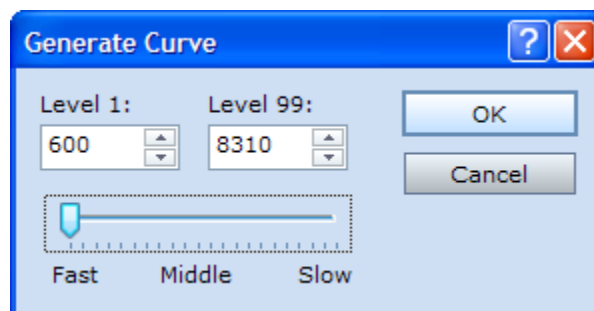 Generate Curve
Level 1: Level 99:
600 8310
OK
Cancel
Fast Middle Slow